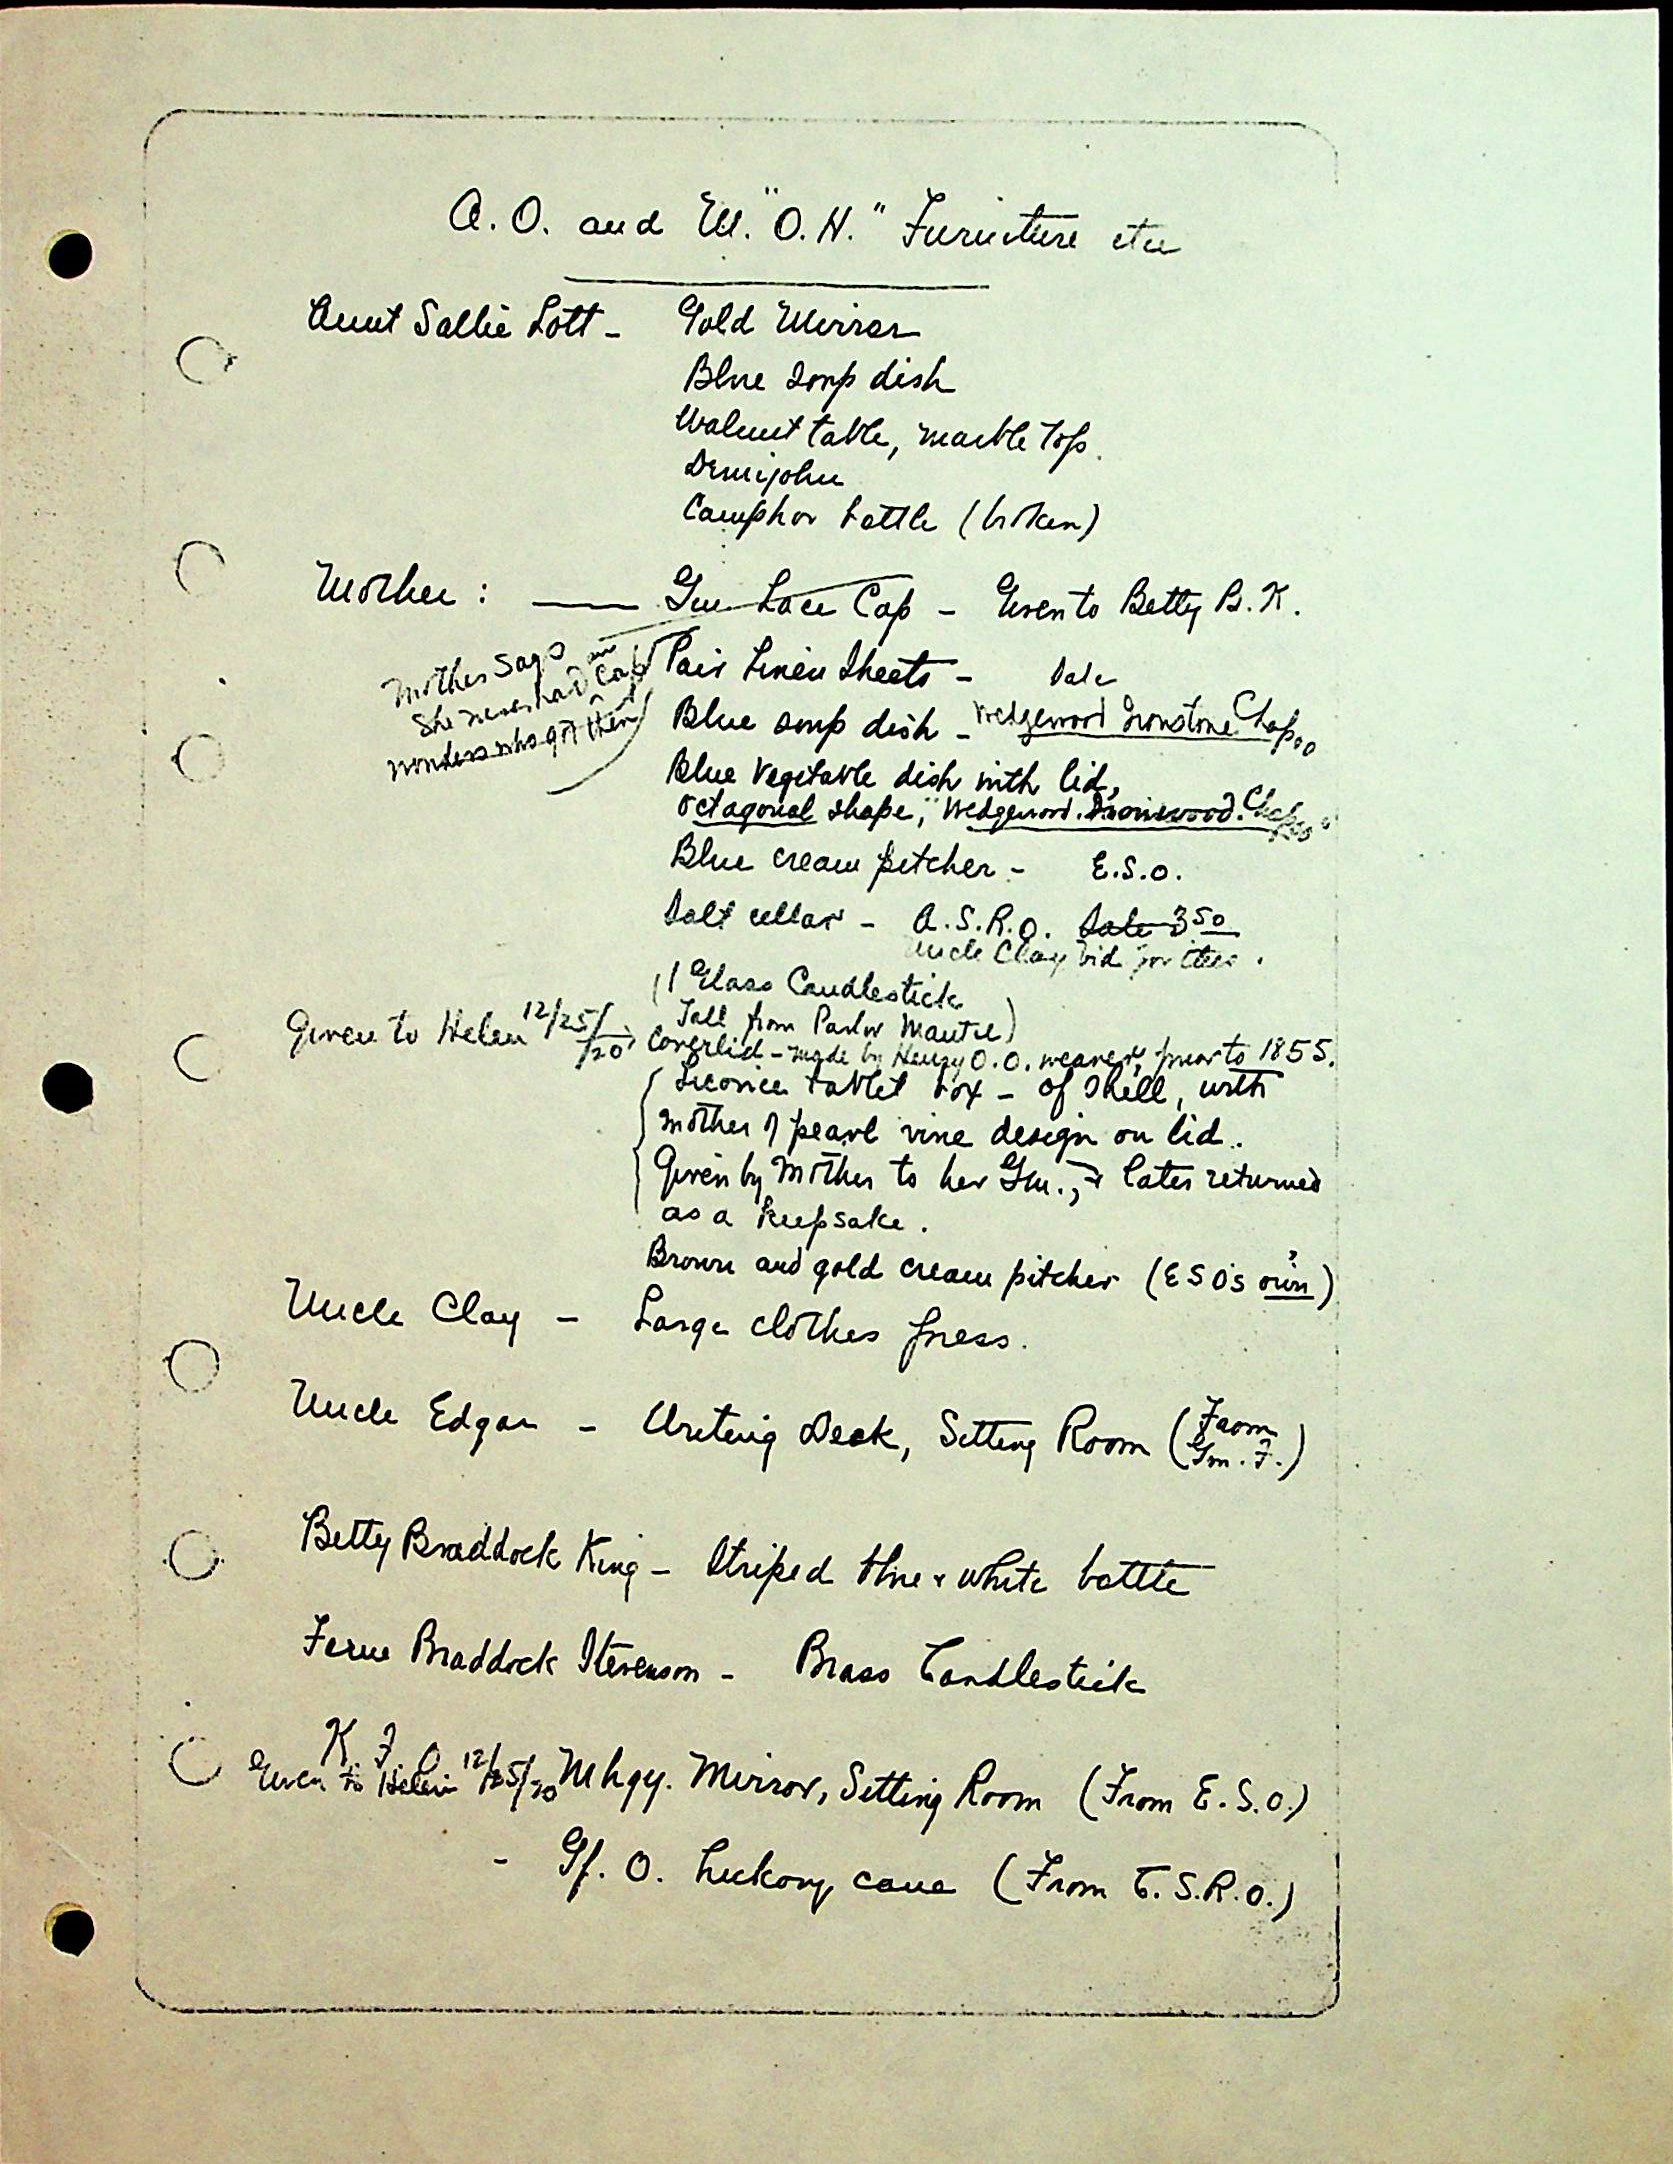 A. O. and M. "O. H." Furniture etc
Aunt Sallie Lott - Gold Mirror
Blue soup dish
Walnut table, marble top.
Demijohn
Camphor bottle (broken)
Mother : — Gm Lace Cap - Given to Betty B. K.
Mother says
she never had cap
wonders who got them
Pair Linen Sheets - Sale
Blue soup dish - Wedgewood Ironstone Chapoo
Blue Vegetable dish with lid,
octagonal shape, "Wedgewood. Ironwood. Chapoo"
Blue cream pitcher - E.S.O.
Salt cellar - A.S.R.O. Sale 3 50
Uncle Clay bid for this.
(1 Glass Candlestick
Tall from Parlor Mantel)
Given to Helen 12/25/20 Coverlid - made by Henry O.O. weaver, prior to 1855.
Licorice tablet box - of shell, with
mother of pearl vine design on lid.
Given by Mother to her Gm., & later returned
as a keepsake.
Brown and gold cream pitcher (E S O's own?)
Uncle Clay - Large clothes press.
Uncle Edgar - Writing Desk, Sitting Room (From Gm. F.)
Betty Braddock King - Striped blue & white bottle
Ferne Braddock Stevenson - Brass Candlestick
K F O
Given to Helen 12/25/20 Mhgy. Mirror, Sitting Room (From E. S. O.)
- Gf. O. hickory cane (From C. S. R. O.)